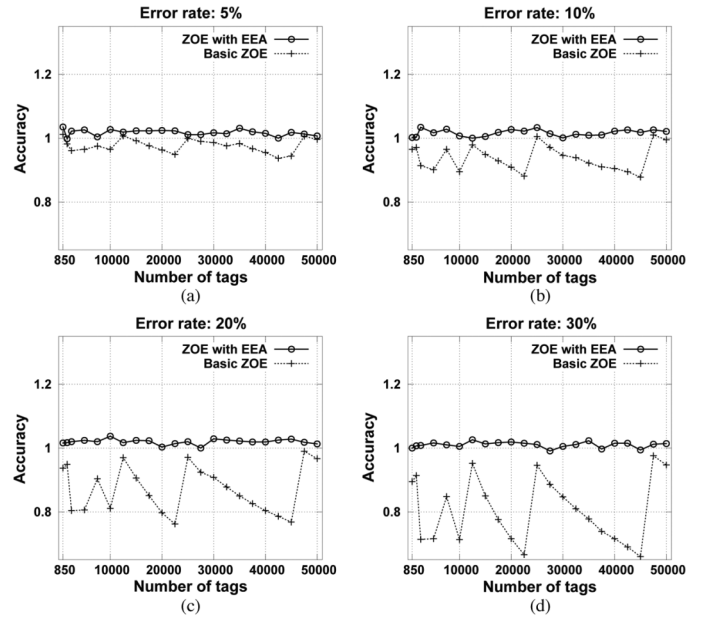 Error rate: 5%
ZOE with EEA
Basic ZOE
1.2
1
0.8
Accuracy
850 10000 20000 30000 40000 50000
Number of tags
(a)
Error rate: 10%
ZOE with EEA
Basic ZOE
1.2
1
0.8
Accuracy
850 10000 20000 30000 40000 50000
Number of tags
(b)
Error rate: 20%
ZOE with EEA
Basic ZOE
1.2
1
0.8
Accuracy
850 10000 20000 30000 40000 50000
Number of tags
(c)
Error rate: 30%
ZOE with EEA
Basic ZOE
1.2
1
0.8
Accuracy
850 10000 20000 30000 40000 50000
Number of tags
(d)